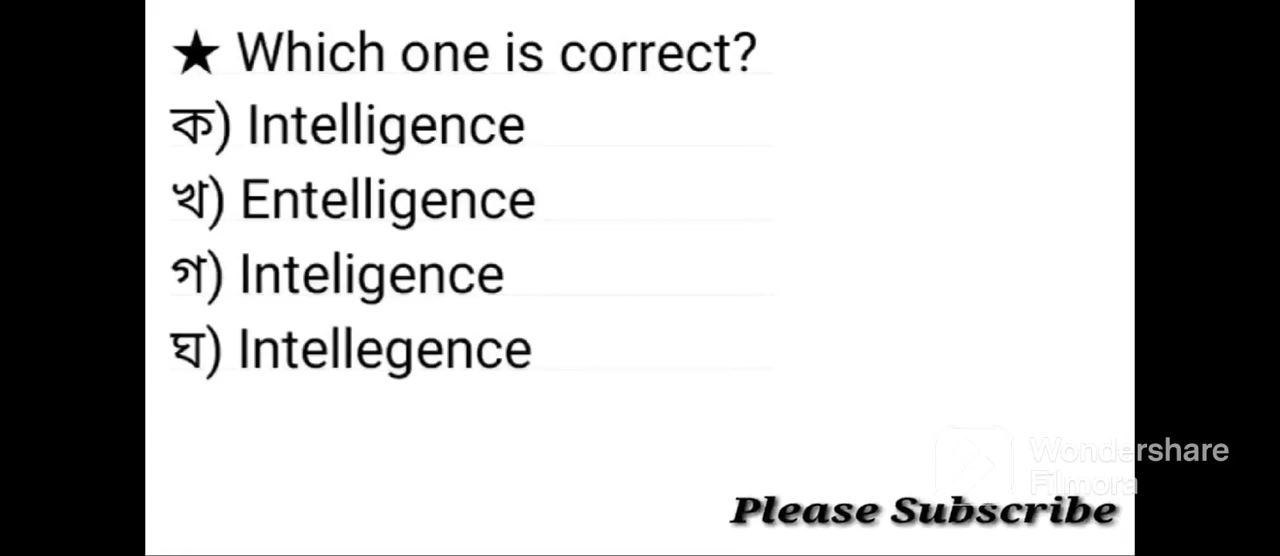 ★ Which one is correct?
ক) Intelligence
খ) Entelligence
গ) Inteligence
ঘ) Intellegence
Wondershare
Filmora
Please Subscribe